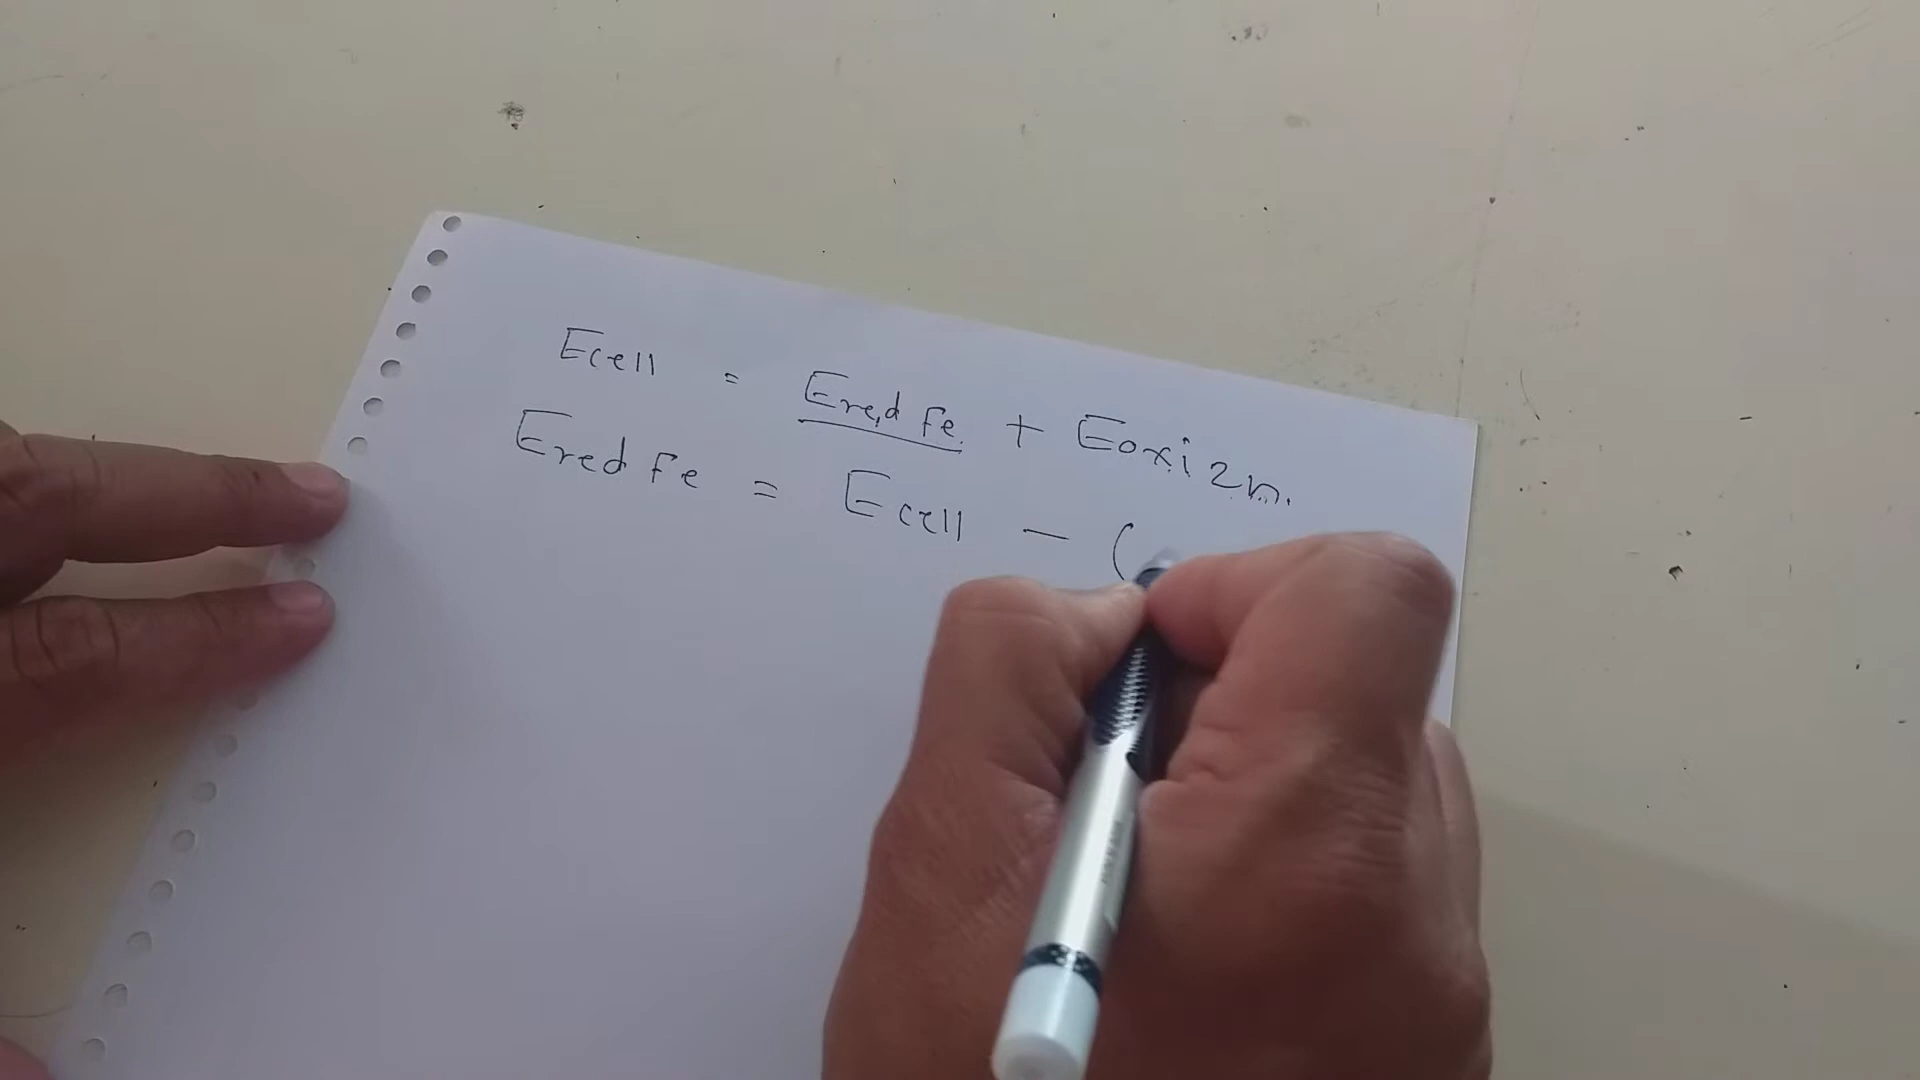 Ecell = Ered Fe + Eoxi Zn.
Ered Fe = Ecell - (